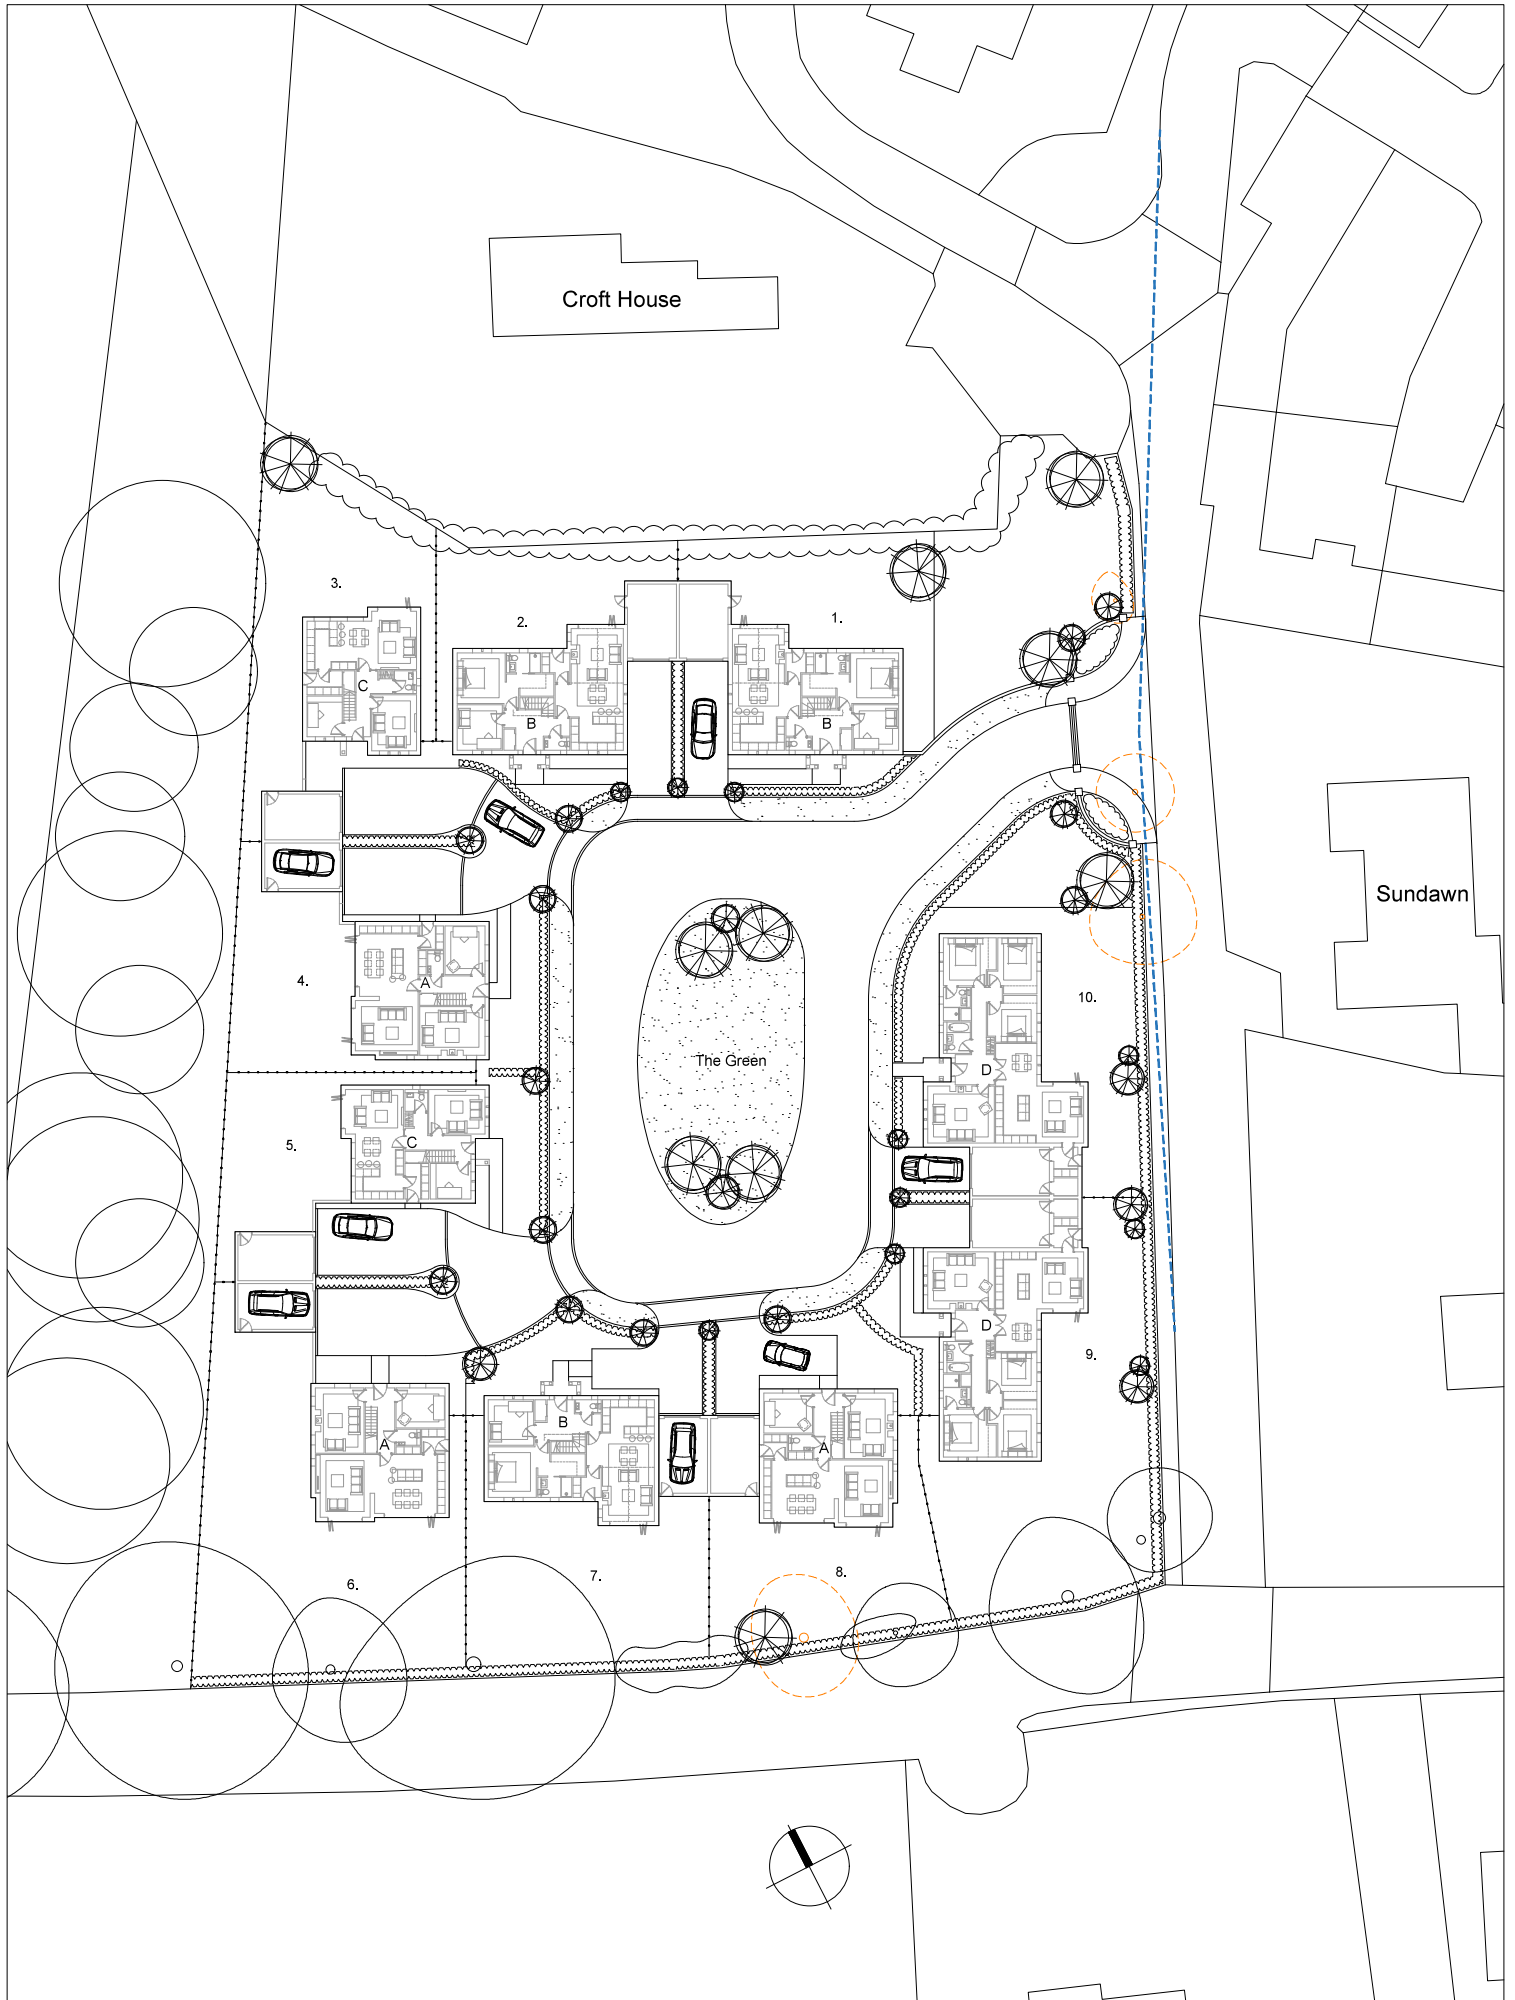 Croft House
3.
2.
1.
C
B
B
Sundawn
4.
A
10.
The Green
D
5.
C
D
9.
B
A
A
6.
7.
8.